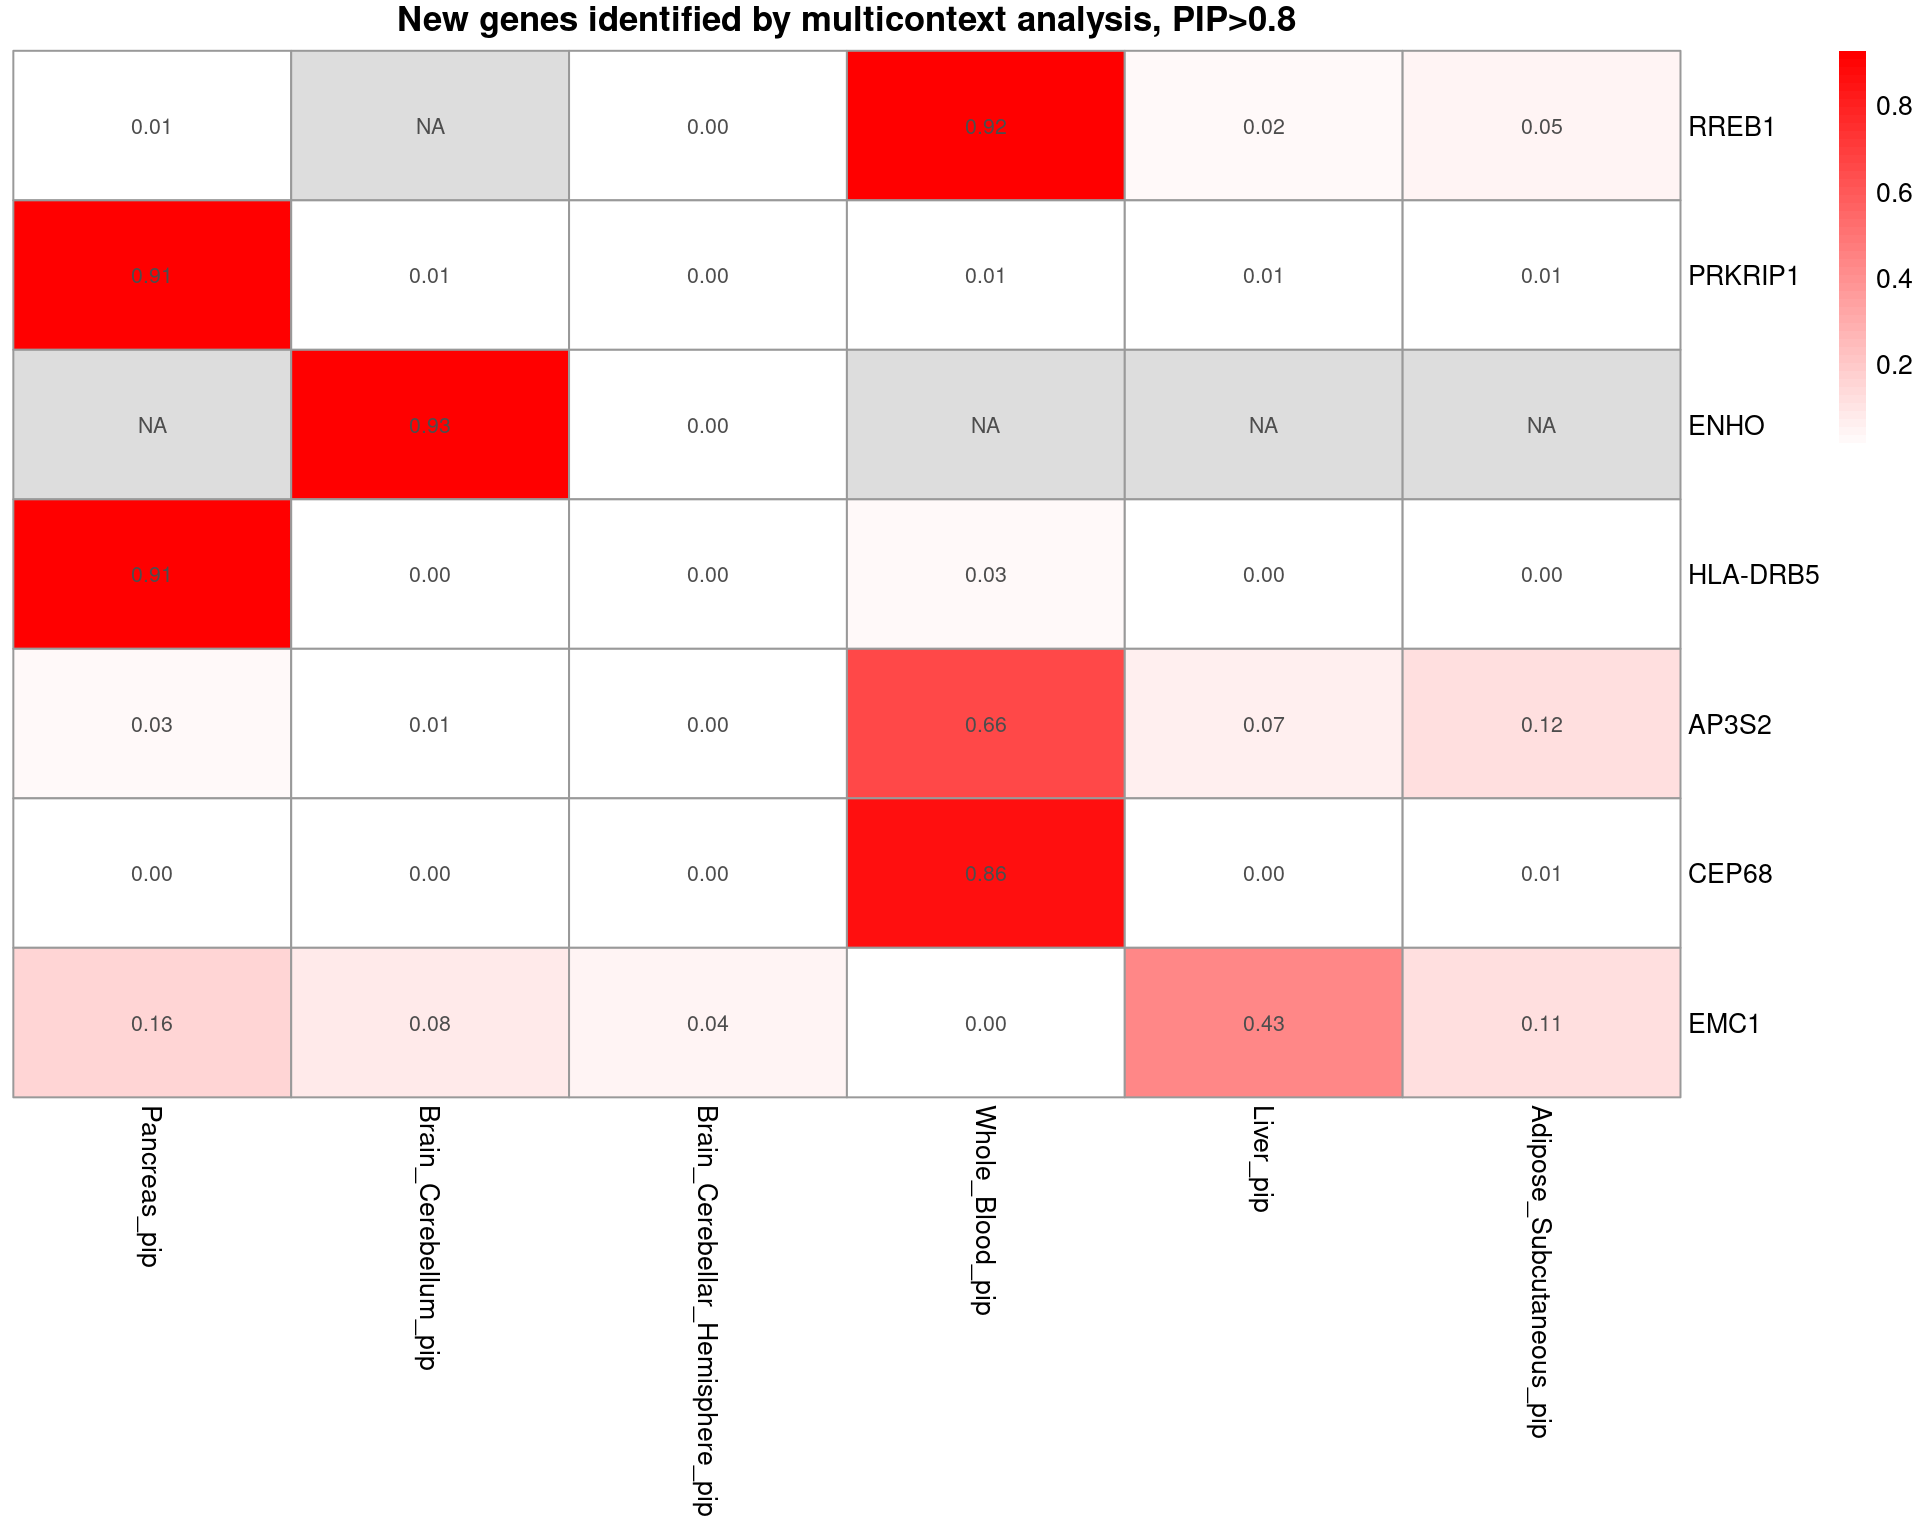 New genes identified by multicontext analysis, PIP>0.8
0.01 NA 0.00 0.92 0.02 0.05 RREB1
0.91 0.01 0.00 0.01 0.01 0.01 PRKRIP1
NA 0.93 0.00 NA NA NA ENHO
0.91 0.00 0.00 0.03 0.00 0.00 HLA-DRB5
0.03 0.01 0.00 0.66 0.07 0.12 AP3S2
0.00 0.00 0.00 0.86 0.00 0.01 CEP68
0.16 0.08 0.04 0.00 0.43 0.11 EMC1
Pancreas_pip
Brain_Cerebellum_pip
Brain_Cerebellar_Hemisphere_pip
Whole_Blood_pip
Liver_pip
Adipose_Subcutaneous_pip
0.8
0.6
0.4
0.2